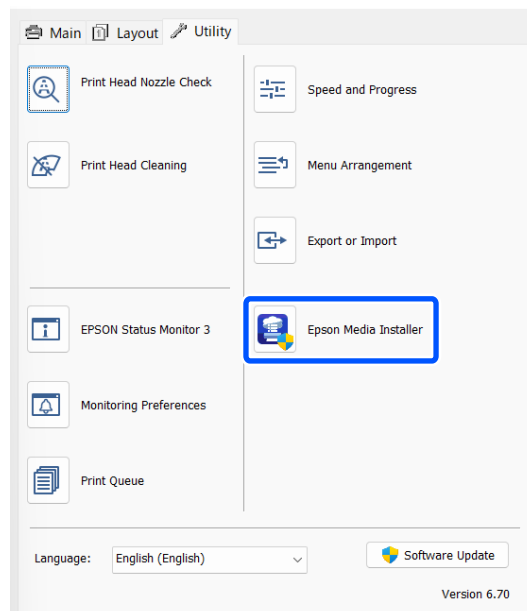 Main
Layout
Utility
Print Head Nozzle Check
Speed and Progress
Print Head Cleaning
Menu Arrangement
Export or Import
EPSON Status Monitor 3
Epson Media Installer
Monitoring Preferences
Print Queue
Language:
English (English)
Software Update
Version 6.70